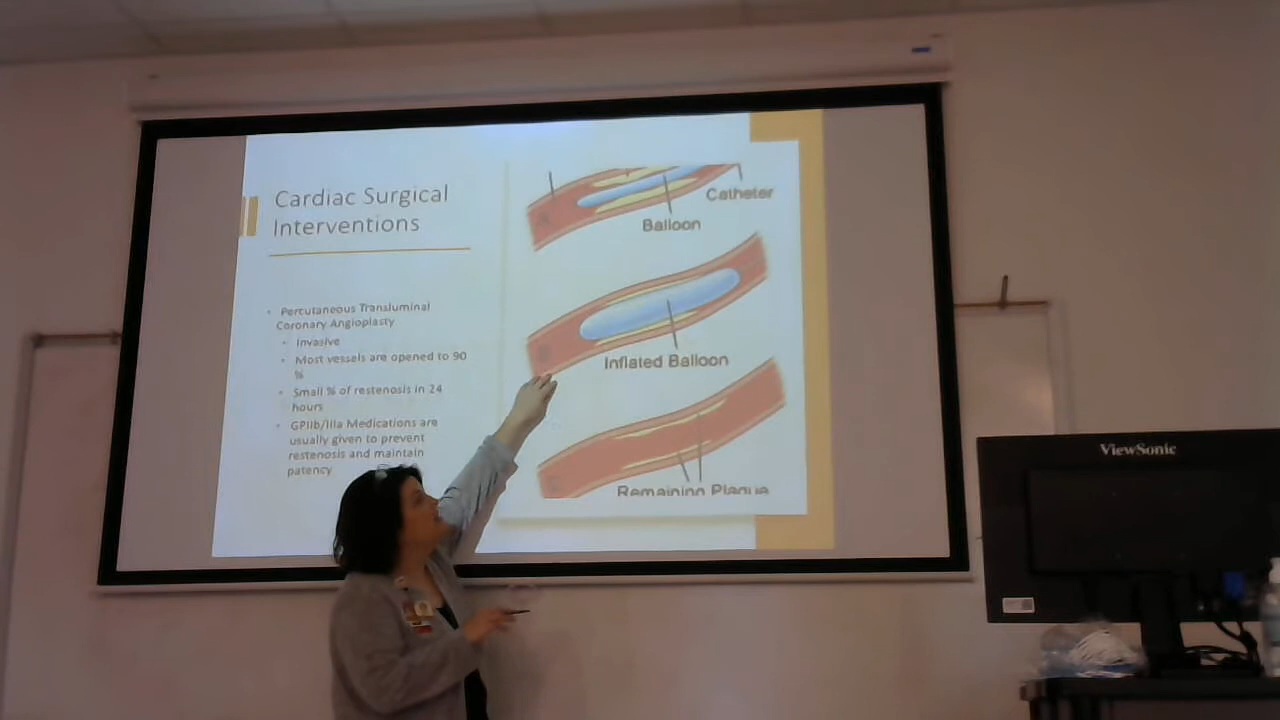 Cardiac Surgical
Interventions
Percutaneous Transluminal
Coronary Angioplasty
Invasive
Most vessels are opened to 90
%
Small % of restenosis in 24
hours
GPIIb/IIIa Medications are
usually given to prevent
restenosis and maintain
patency
Catheter
Balloon
Inflated Balloon
Remaining Plaque
ViewSonic